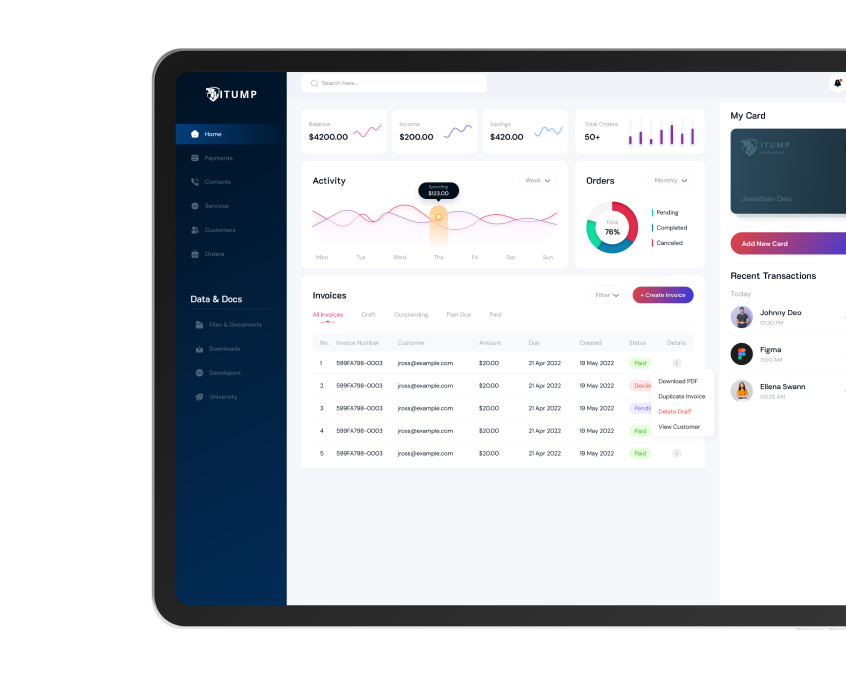 ITUMP
Home
Payments
Contacts
Services
Customers
Orders
Data & Docs
Files & Documents
Downloads
Developers
University
Search here...
Balance
$4200.00
Income
$200.00
Savings
$420.00
Total Orders
50+
Activity
Week
Spending
$123.00
Mon Tus Wed Ths Fri Sat Sun
Orders
Monthly
Total
76%
Pending
Completed
Canceled
Invoices
Filter
+ Create Invoice
All Invoices Draft Outstanding Past Due Paid
No. Invoice Number Customer Amount Due Created Status Details
1 599FA798-0003 jross@example.com $20.00 21 Apr 2022 19 May 2022 Paid
2 599FA798-0003 jross@example.com $20.00 21 Apr 2022 19 May 2022
3 599FA798-0003 jross@example.com $20.00 21 Apr 2022 19 May 2022
4 599FA798-0003 jross@example.com $20.00 21 Apr 2022 19 May 2022 Paid
5 599FA798-0003 jross@example.com $20.00 21 Apr 2022 19 May 2022 Paid
Download PDF
Duplicate Invoice
Delete Draff
View Customer
My Card
ITUMP
Jonathan Deo
Add New Card
Recent Transactions
Today
Johnny Deo
01:30 PM
Figma
11:00 AM
Ellena Swann
09:25 AM